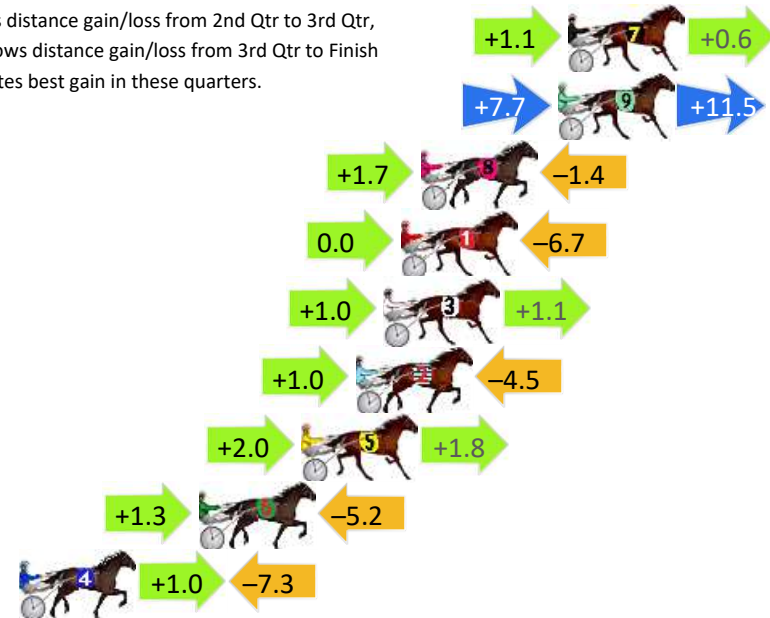 distance gain/loss from 2nd Qtr to 3rd Qtr,
distance gain/loss from 3rd Qtr to Finish
best gain in these quarters.
+1.1 7 +0.6
+7.7 9 +11.5
+1.7 8 –1.4
0.0 1 –6.7
+1.0 3 +1.1
+1.0 2 –4.5
+2.0 5 +1.8
+1.3 6 –5.2
4 +1.0 –7.3